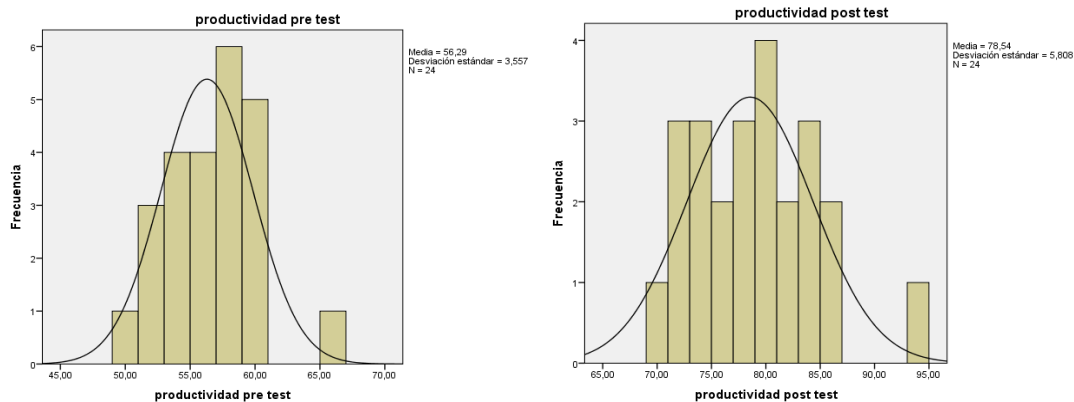 productividad pre test
Media = 56,29
Desviación estándar = 3,557
N = 24
Frecuencia
6
5
4
3
2
1
0
45,00 50,00 55,00 60,00 65,00 70,00
productividad pre test
productividad post test
Media = 78,54
Desviación estándar = 5,808
N = 24
Frecuencia
4
3
2
1
0
65,00 70,00 75,00 80,00 85,00 90,00 95,00
productividad post test